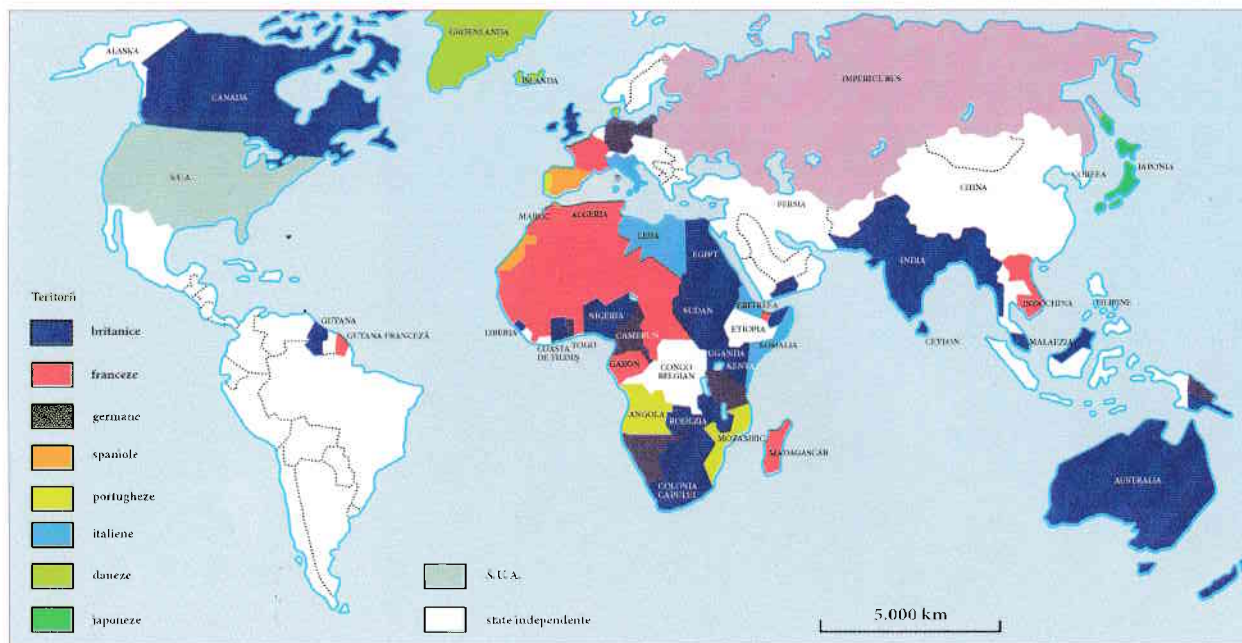 ALASKA
CANADA
S.U.A.
GROENLANDA
ISLANDA
IMPERIUL RUS
CHINA
COREEA
JAPONIA
PERSIA
INDIA
INDOCHINA
FILIPINE
CEYLON
MALAEZIA
AUSTRALIA
MAROC
ALGERIA
LIBIA
EGIPT
SUDAN
ERITREEA
ETIOPIA
SOMALIA
LIBERIA
COASTA
DE FILDEȘ
TOGO
NIGERIA
CAMERUN
GABON
CONGO
BELGIAN
UGANDA
KENYA
ANGOLA
RODEZIA
MOZAMBIC
MADAGASCAR
COLONIA
CAPULUI
GUYANA
GUYANA FRANCEZĂ
Teritorii
britanice
franceze
germane
spaniole
portugheze
italiene
daneze
japoneze
S.U.A.
state independente
5.000 km